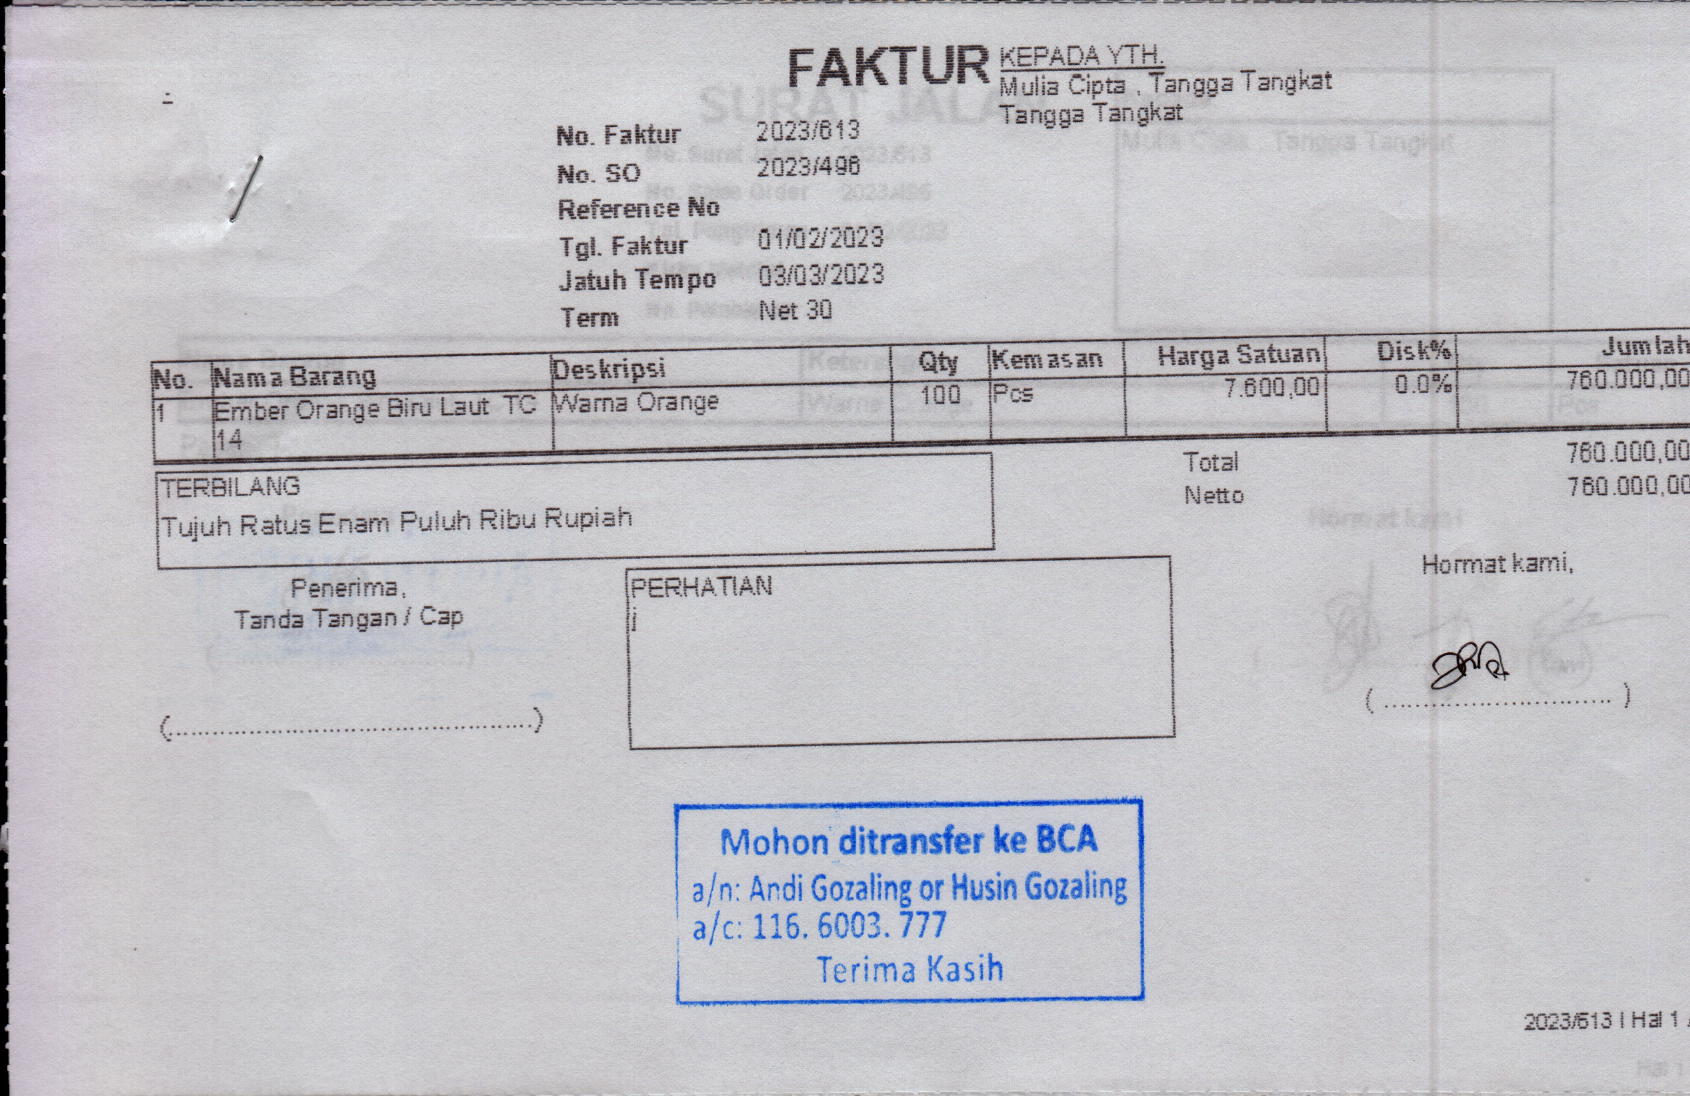 FAKTUR
KEPADA YTH.
Mulia Cipta , Tangga Tangkat
Tangga Tangkat
No. Faktur 2023/613
No. SO 2023/496
Reference No
Tgl. Faktur 01/02/2023
Jatuh Tempo 03/03/2023
Term Net 30
No. Nama Barang Deskripsi Qty Kemasan Harga Satuan Disk% Jumlah
1 Ember Orange Biru Laut TC Warna Orange 100 Pcs 7.600,00 0.0% 760.000,00
14
Total 760.000,00
Netto 760.000,00
TERBILANG
Tujuh Ratus Enam Puluh Ribu Rupiah
Penerima,
Tanda Tangan / Cap
(................................................)
PERHATIAN
i
Hormat kami,
(..............................)
Mohon ditransfer ke BCA
a/n: Andi Gozaling or Husin Gozaling
a/c: 116. 6003. 777
Terima Kasih
2023/613 | Hal 1 /